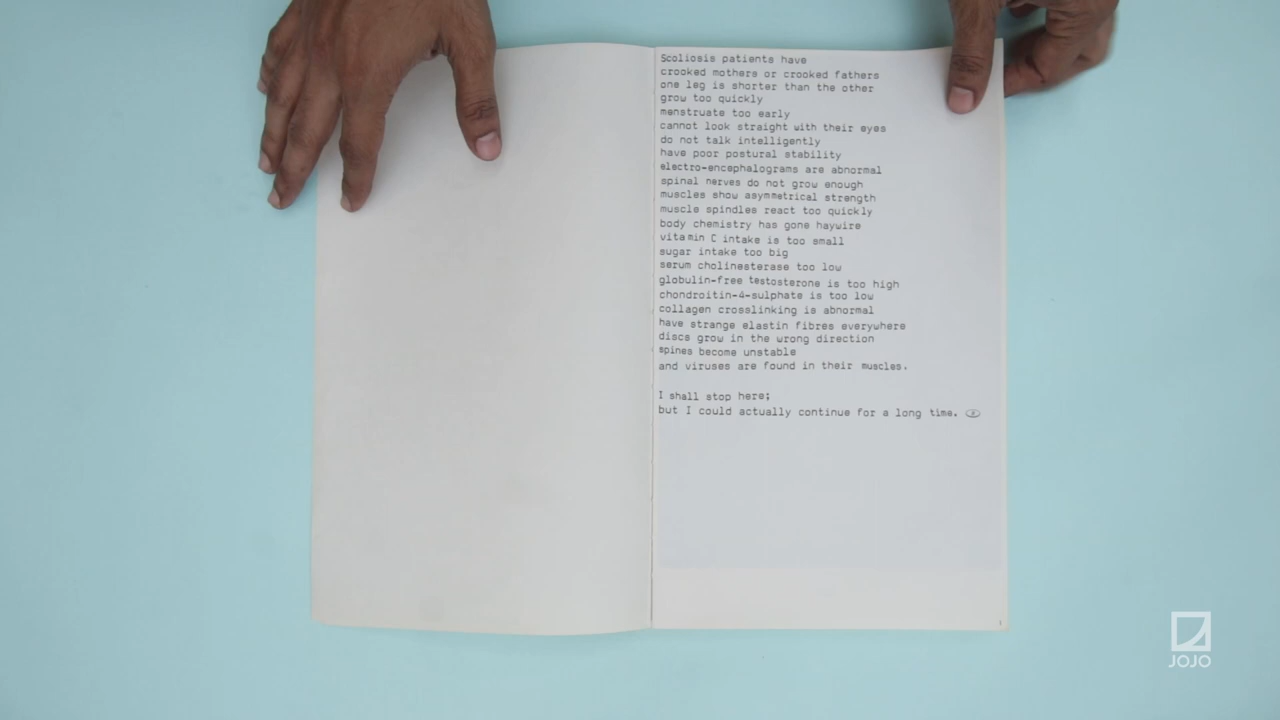 Scoliosis patients have
crooked mothers or crooked fathers
one leg is shorter than the other
grow too quickly
menstruate too early
cannot look straight with their eyes
do not talk intelligently
have poor postural stability
electro-encephalograms are abnormal
spinal nerves do not grow enough
muscles show asymmetrical strength
muscle spindles react too quickly
body chemistry has gone haywire
vitamin C intake is too small
sugar intake too big
serum cholinesterase too low
globulin-free testosterone is too high
chondroitin-4-sulphate is too low
collagen crosslinking is abnormal
have strange elastin fibres everywhere
discs grow in the wrong direction
spines become unstable
and viruses are found in their muscles.
I shall stop here;
but I could actually continue for a long time.
JOJO